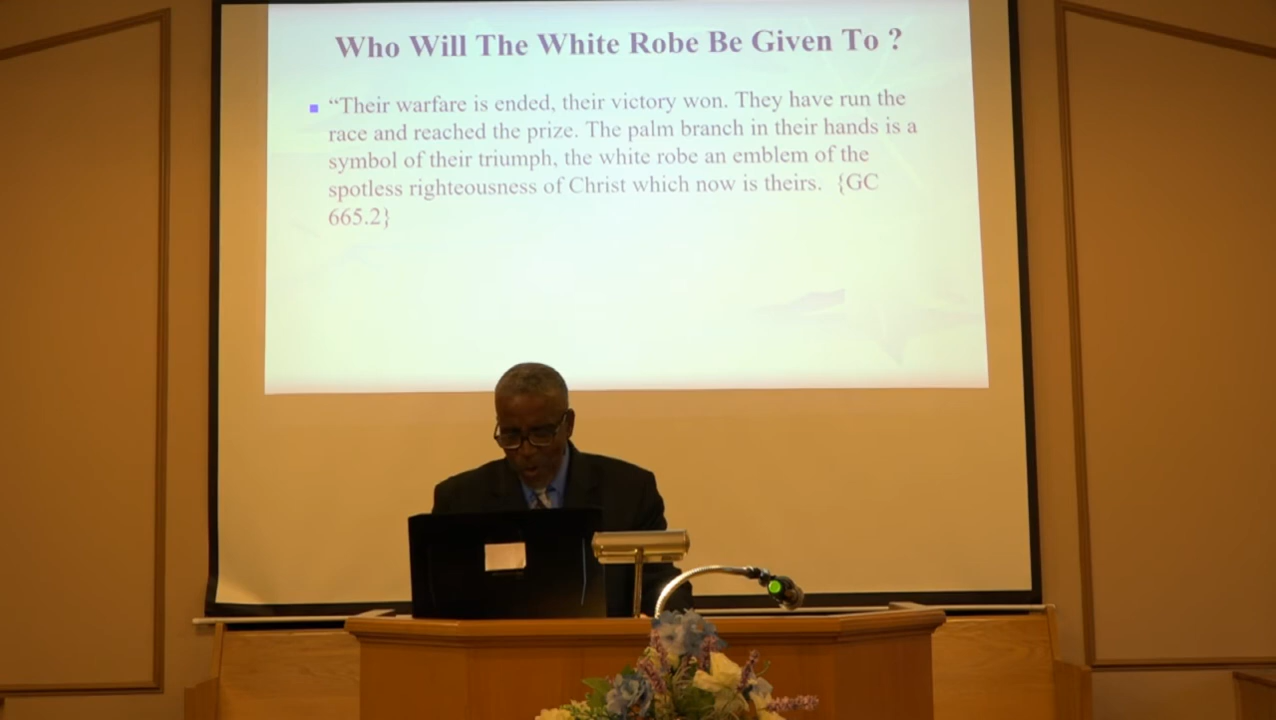 Who Will The White Robe Be Given To ?
“Their warfare is ended, their victory won. They have run the
race and reached the prize. The palm branch in their hands is a
symbol of their triumph, the white robe an emblem of the
spotless righteousness of Christ which now is theirs. {GC
665.2}